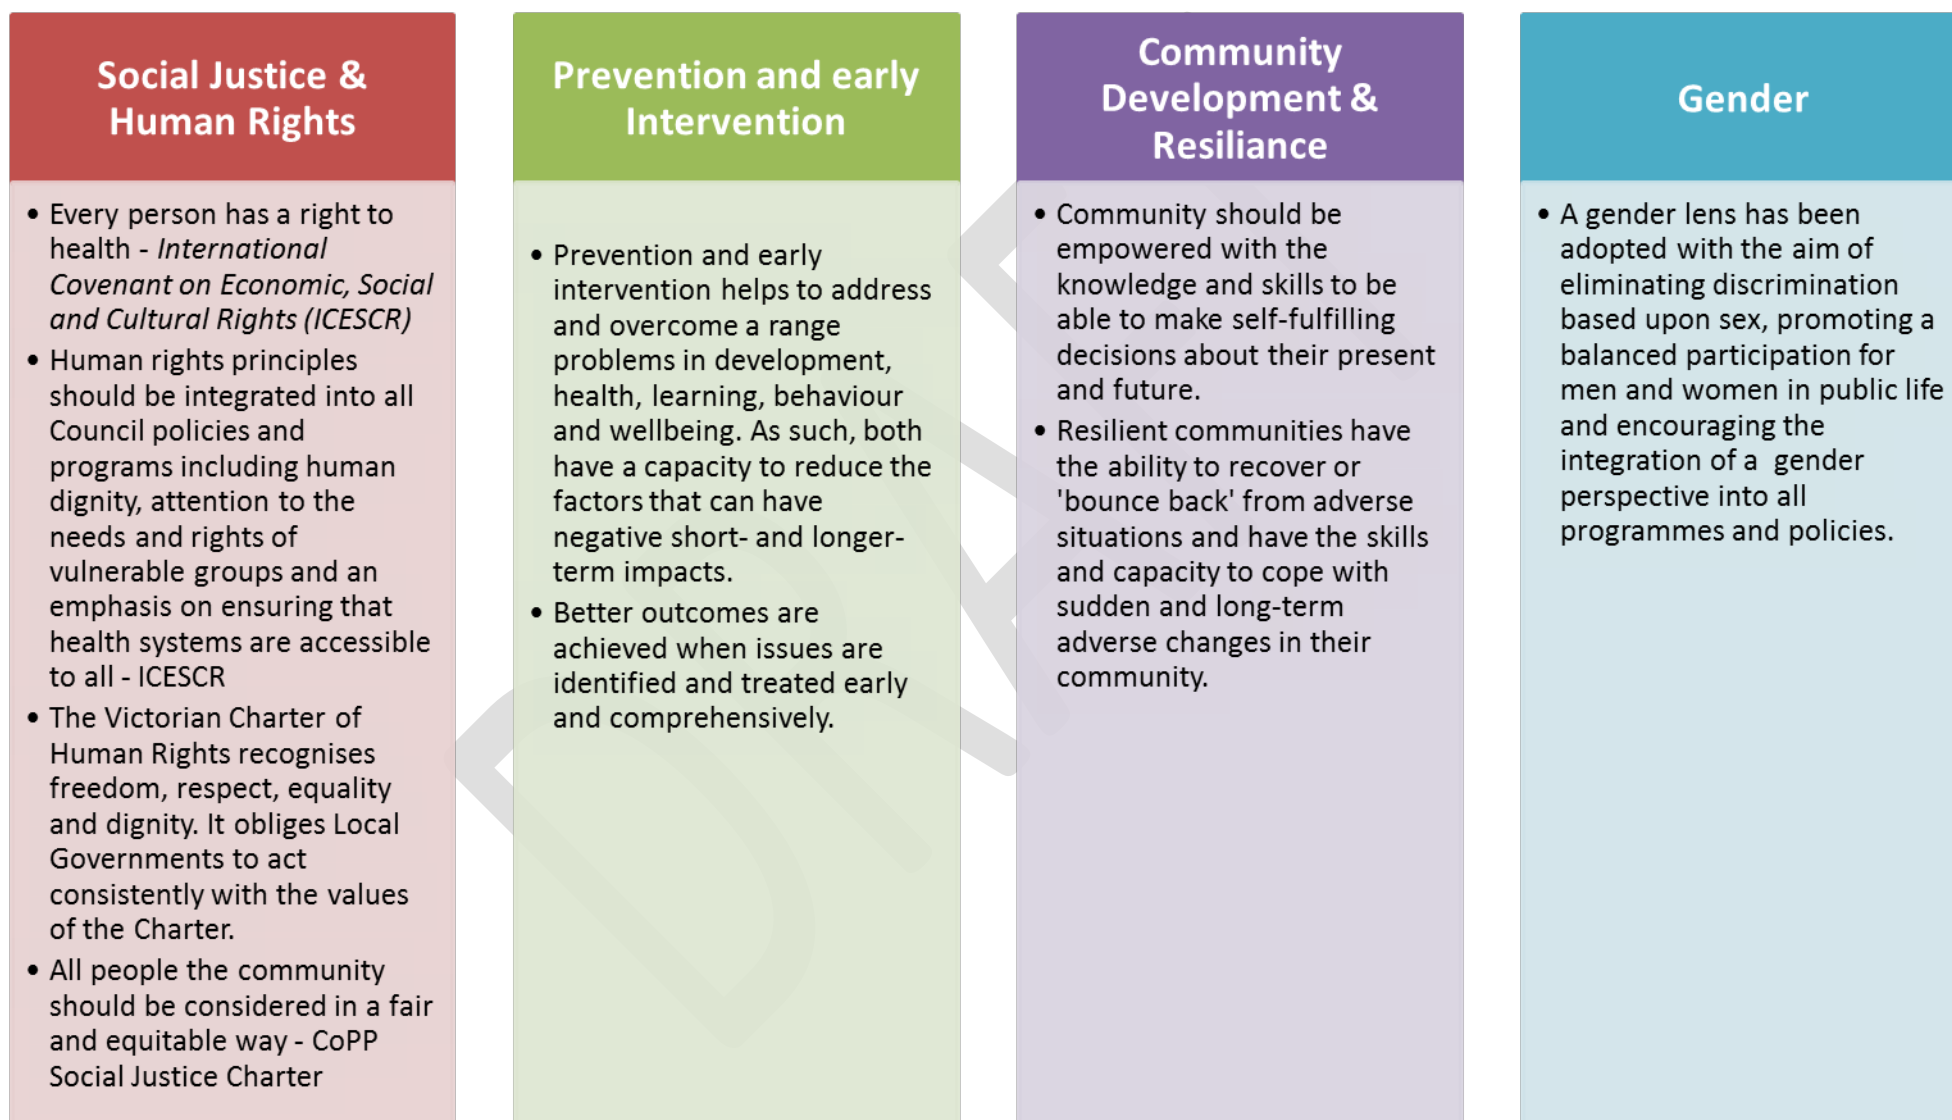 Social Justice &
Human Rights
• Every person has a right to
health - International
Covenant on Economic, Social
and Cultural Rights (ICESCR)
• Human rights principles
should be integrated into all
Council policies and
programs including human
dignity, attention to the
needs and rights of
vulnerable groups and an
emphasis on ensuring that
health systems are accessible
to all - ICESCR
• The Victorian Charter of
Human Rights recognises
freedom, respect, equality
and dignity. It obliges Local
Governments to act
consistently with the values
of the Charter.
• All people the community
should be considered in a fair
and equitable way - CoPP
Social Justice Charter
Prevention and early
Intervention
• Prevention and early
intervention helps to address
and overcome a range
problems in development,
health, learning, behaviour
and wellbeing. As such, both
have a capacity to reduce the
factors that can have
negative short- and longer-
term impacts.
• Better outcomes are
achieved when issues are
identified and treated early
and comprehensively.
Community
Development &
Resiliance
• Community should be
empowered with the
knowledge and skills to be
able to make self-fulfilling
decisions about their present
and future.
• Resilient communities have
the ability to recover or
'bounce back' from adverse
situations and have the skills
and capacity to cope with
sudden and long-term
adverse changes in their
community.
Gender
• A gender lens has been
adopted with the aim of
eliminating discrimination
based upon sex, promoting a
balanced participation for
men and women in public life
and encouraging the
integration of a  gender
perspective into all
programmes and policies.
DRAFT